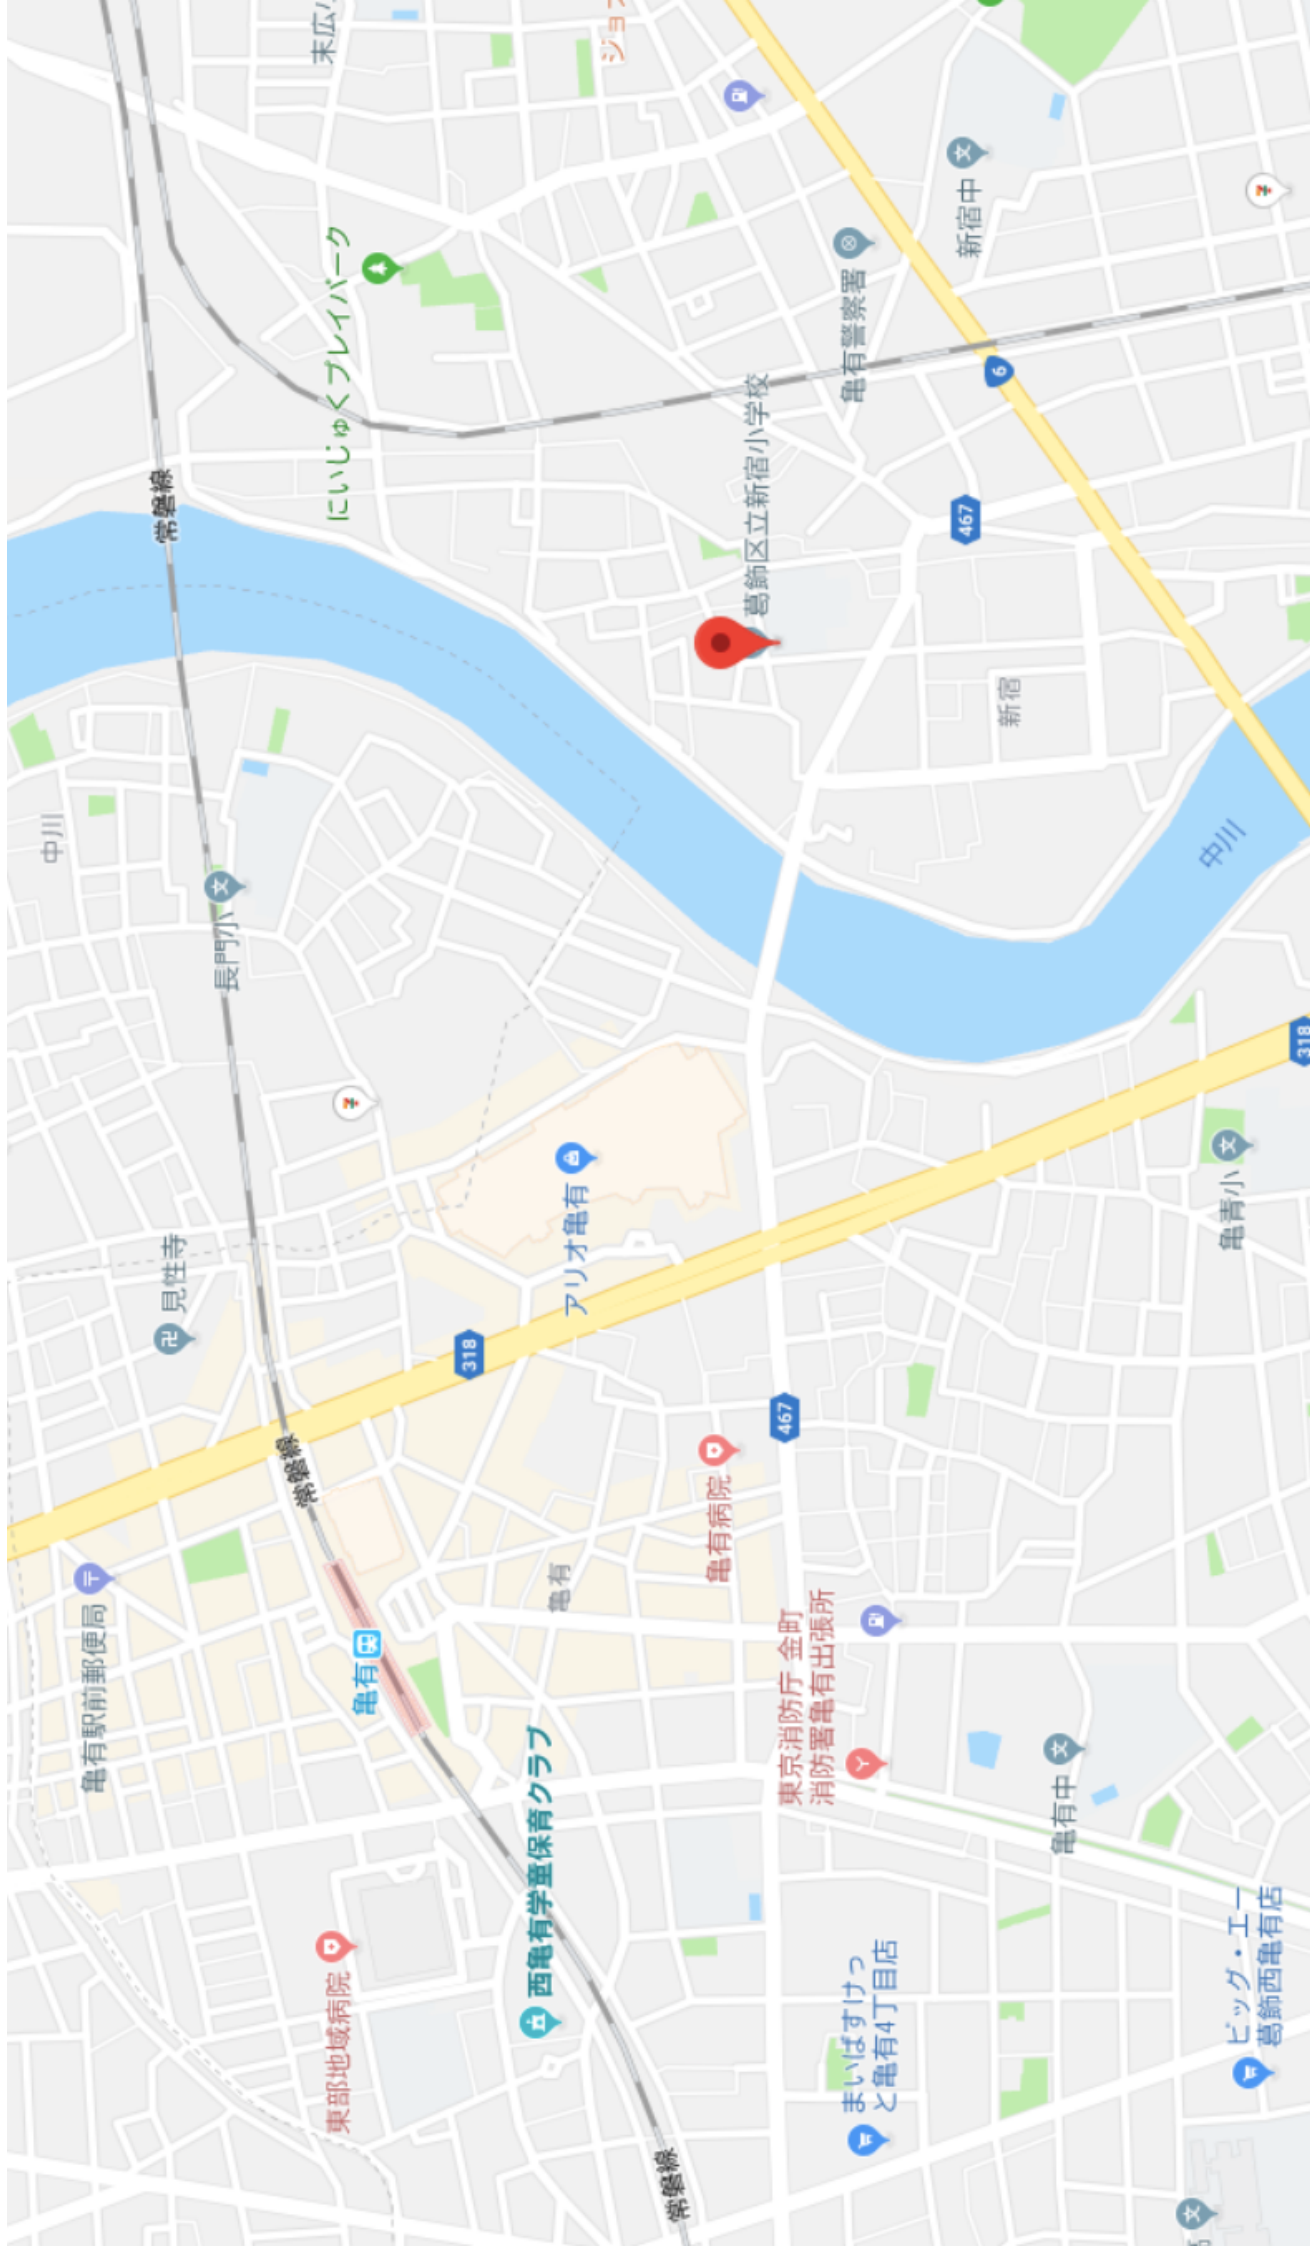 末広小
ジョ
常磐線
にいじゅくプレイパーク
葛飾区立新宿小学校
亀有警察署
新宿中
6
467
新宿
中川
中川
長門小
アリオ亀有
見性寺
318
318
亀青小
常磐線
467
亀有病院
亀有
亀有駅前郵便局
亀有
東京消防庁 金町
消防署亀有出張所
西亀有学童保育クラブ
亀有中
東部地域病院
まいばすけっ
と亀有4丁目店
ビッグ・エー
葛飾西亀有店
常磐線